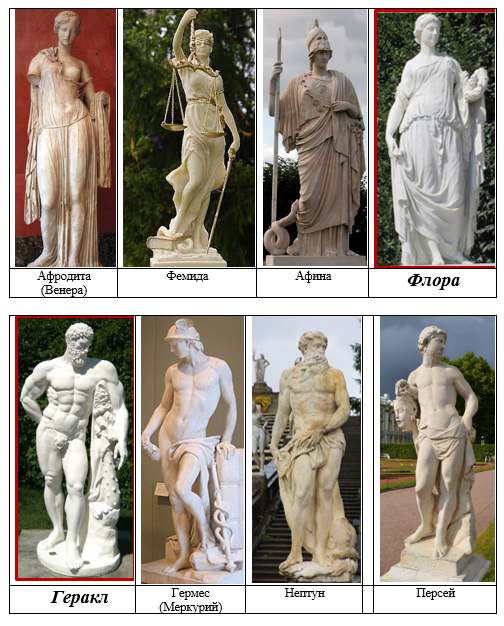 Афродита
(Венера)
Фемида
Афина
Флора
Геракл
Гермес
(Меркурий)
Нептун
Персей